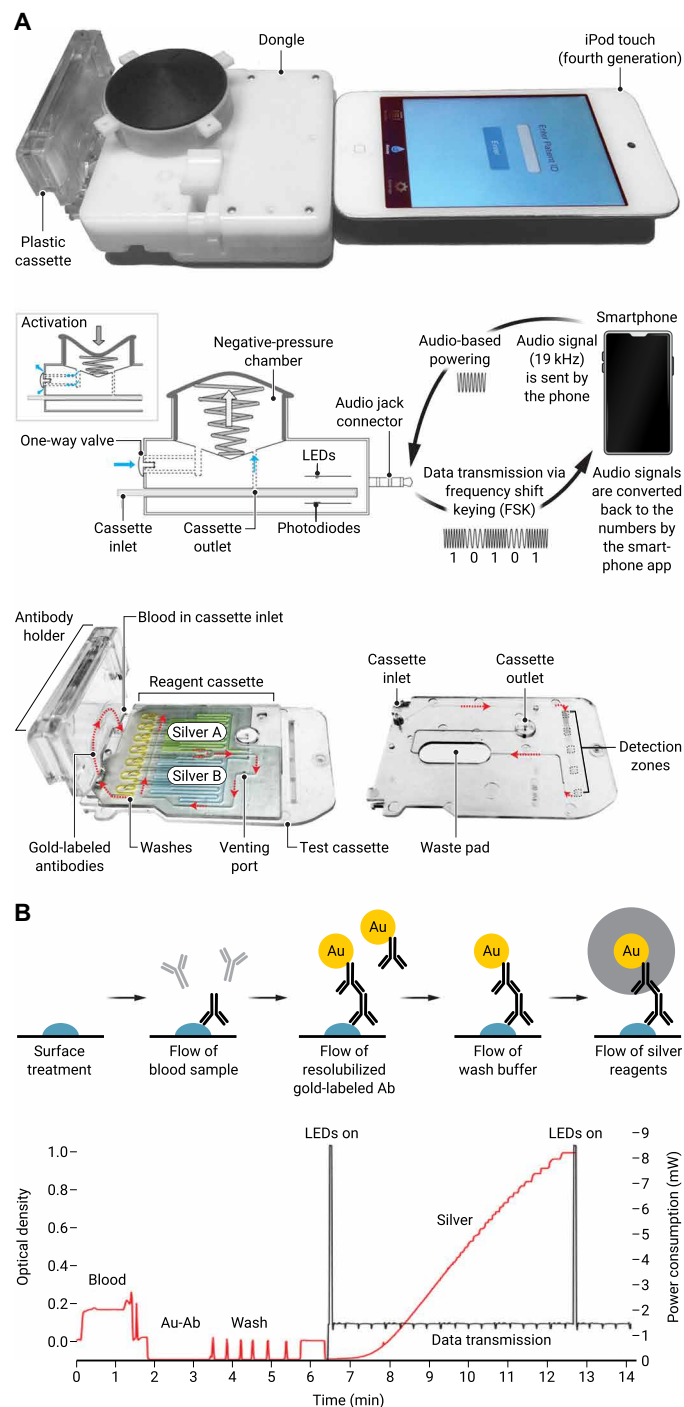 A
Dongle
iPod touch
(fourth generation)
Enter Patient ID
Enter
Plastic
cassette
Activation
Negative-pressure
chamber
One-way valve
LEDs
Cassette
inlet
Cassette
outlet
Photodiodes
Audio jack
connector
Audio-based
powering
Audio signal
(19 kHz)
is sent by
the phone
Smartphone
Data transmission via
frequency shift
keying (FSK)
1 0 1 0 1
Audio signals
are converted
back to the
numbers by
the smart-
phone app
Antibody
holder
Blood in cassette inlet
Reagent cassette
Silver A
Silver B
Gold-labeled
antibodies
Washes
Venting
port
Test cassette
Cassette
inlet
Cassette
outlet
Detection
zones
Waste pad
B
Au
Au
Au
Au
Surface
treatment
Flow of
blood sample
Flow of
resolubilized
gold-labeled Ab
Flow of
wash buffer
Flow of silver
reagents
LEDs on
LEDs on
Optical density
1.0
0.8
0.6
0.4
0.2
0.0
Blood
Au-Ab
Wash
Silver
Data transmission
9
8
7
6
5
4
3
2
1
0
Power consumption (mW)
0 1 2 3 4 5 6 7 8 9 10 11 12 13 14
Time (min)